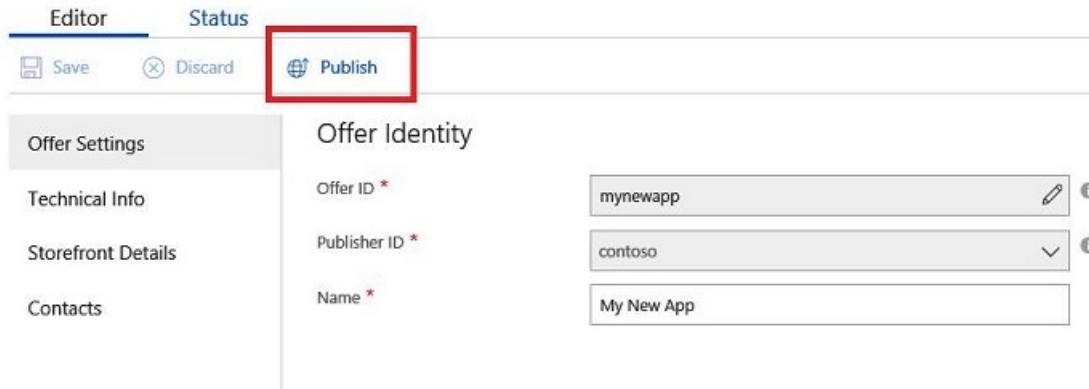 Editor Status
Save Discard Publish
Offer Settings
Technical Info
Storefront Details
Contacts
Offer Identity
Offer ID * mynewapp
Publisher ID * contoso
Name * My New App